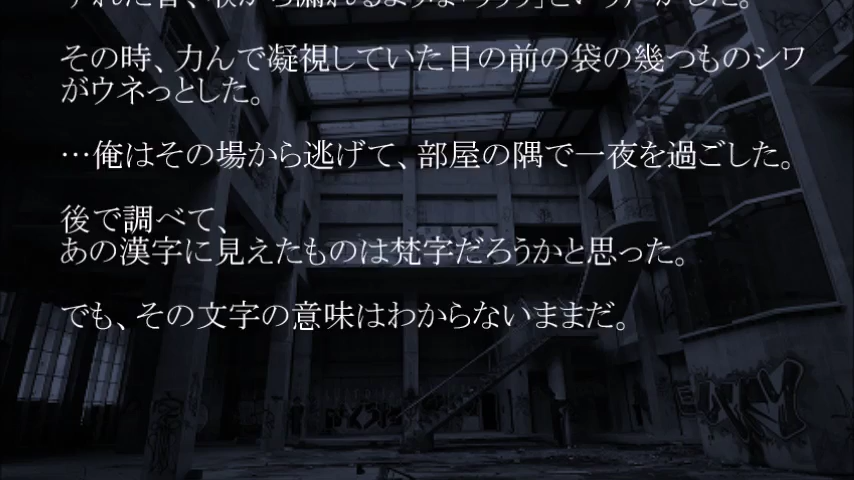 その時、力んで凝視していた目の前の袋の幾つものシワ
がウネっとした。
…俺はその場から逃げて、部屋の隅で一夜を過ごした。
後で調べて、
あの漢字に見えたものは梵字だろうかと思った。
でも、その文字の意味はわからないままだ。